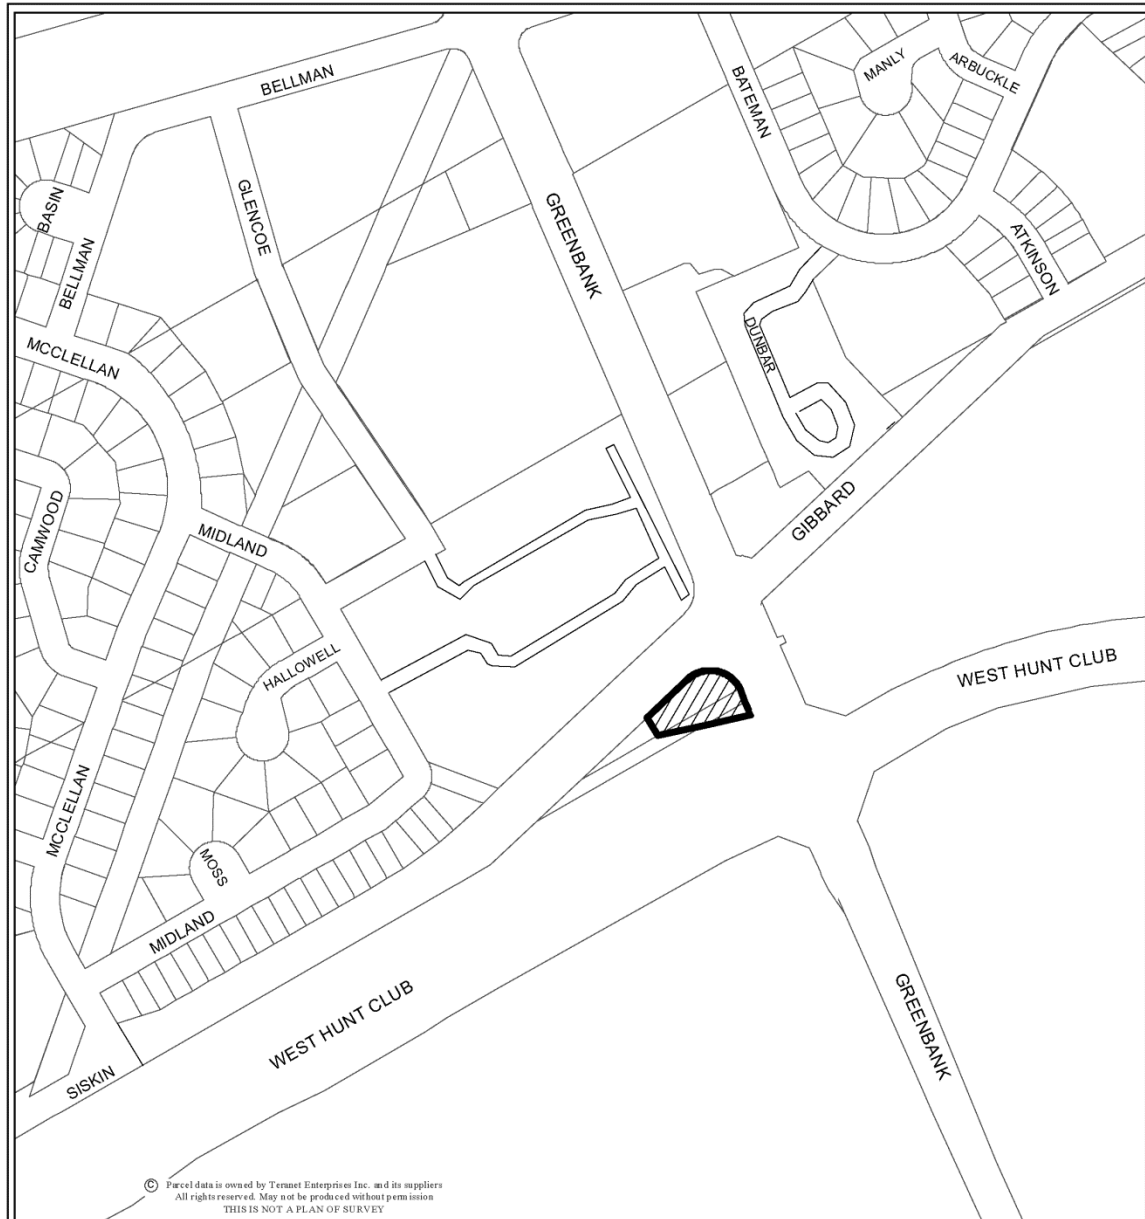 MANLY
ARBUCKLE
BELLMAN
BATEMAN
BASIN
GLENCOE
GREENBANK
BELLMAN
ATKINSON
MCCLELLAN
DUNBAR
CAMWOOD
GIBBARD
MIDLAND
HALLOWELL
WEST HUNT CLUB
MCCLELLAN
MOSS
MIDLAND
WEST HUNT CLUB
GREENBANK
SISKIN
© Parcel data is owned by Teranet Enterprises Inc. and its suppliers
All rights reserved. May not be produced without permission
THIS IS NOT A PLAN OF SURVEY